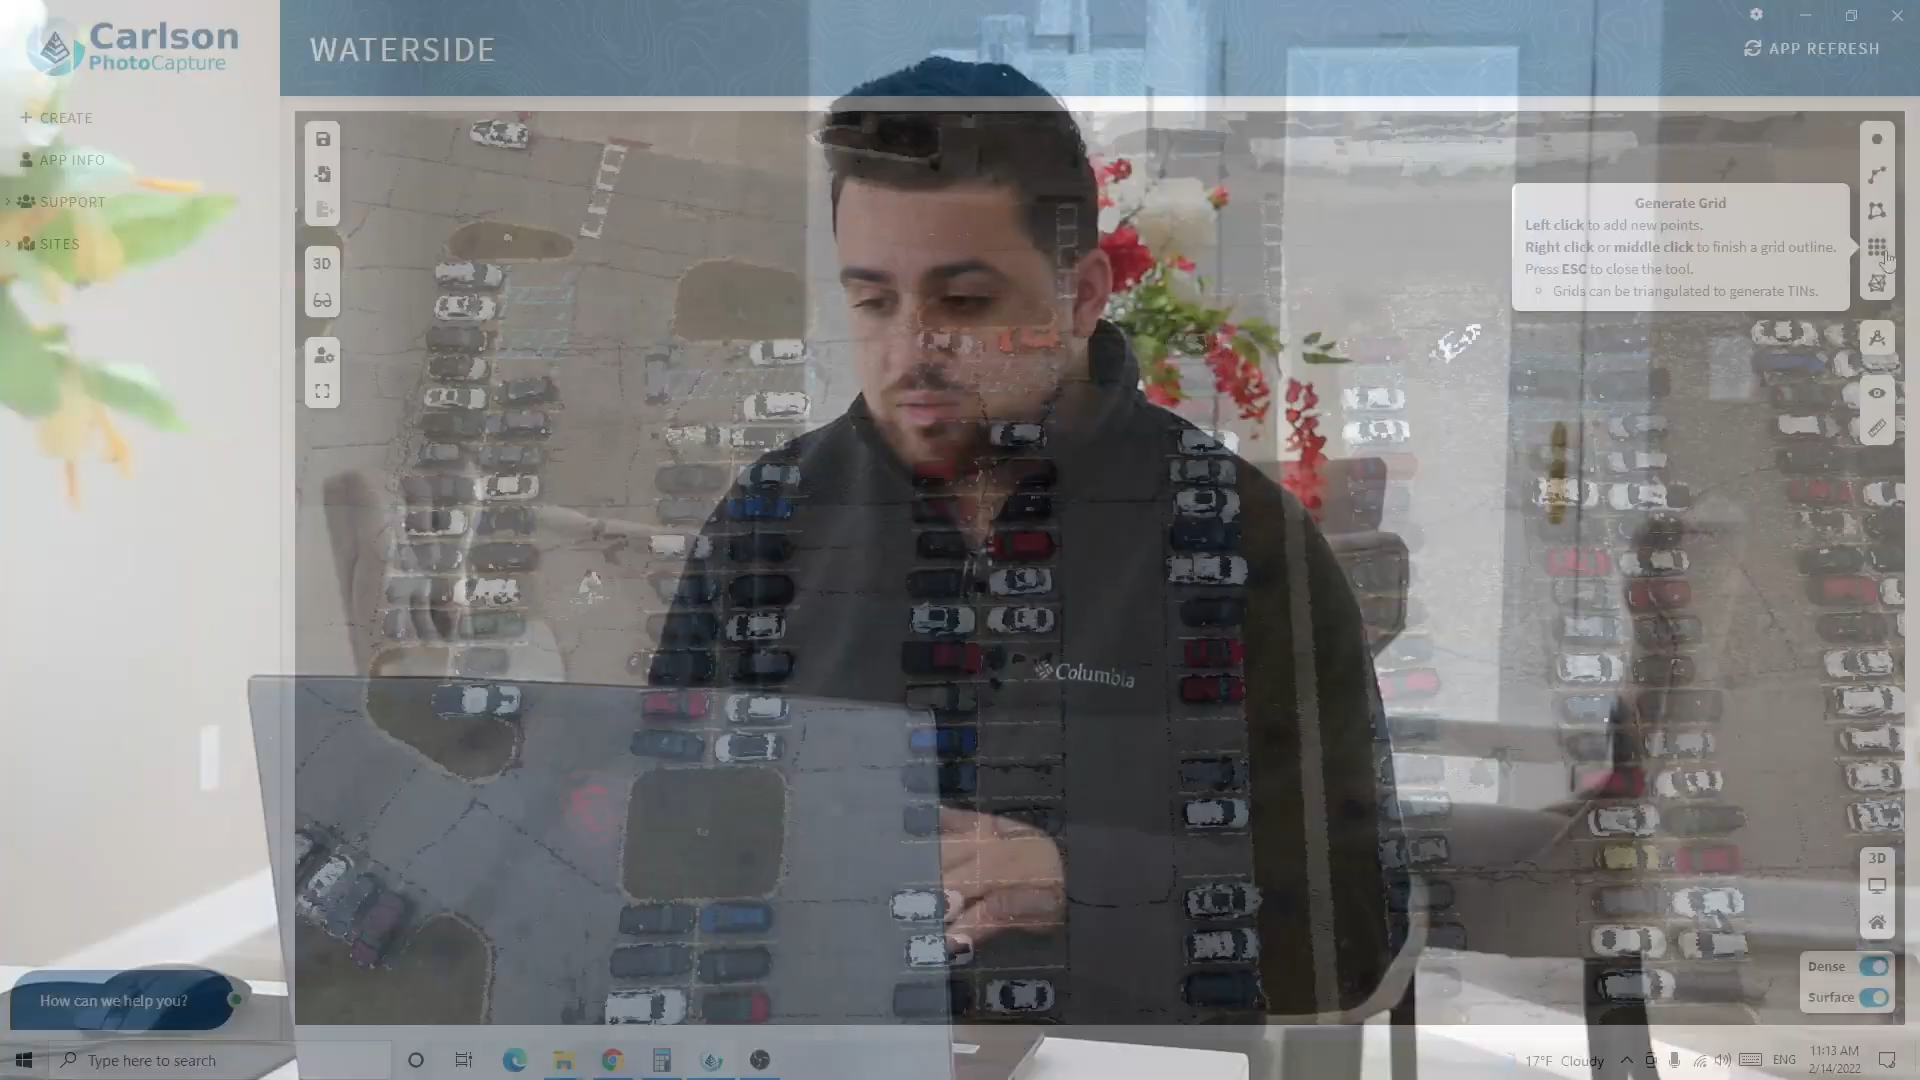 Carlson
PhotoCapture
WATERSIDE
APP REFRESH
CREATE
APP INFO
SUPPORT
SITES
3D
Generate Grid
Left click to add new points.
Right click or middle click to finish a grid outline.
Press ESC to close the tool.
Grids can be triangulated to generate TINs.
Columbia
3D
Dense
Surface
How can we help you?
Type here to search
17°F Cloudy
ENG
11:13 AM
2/14/2022